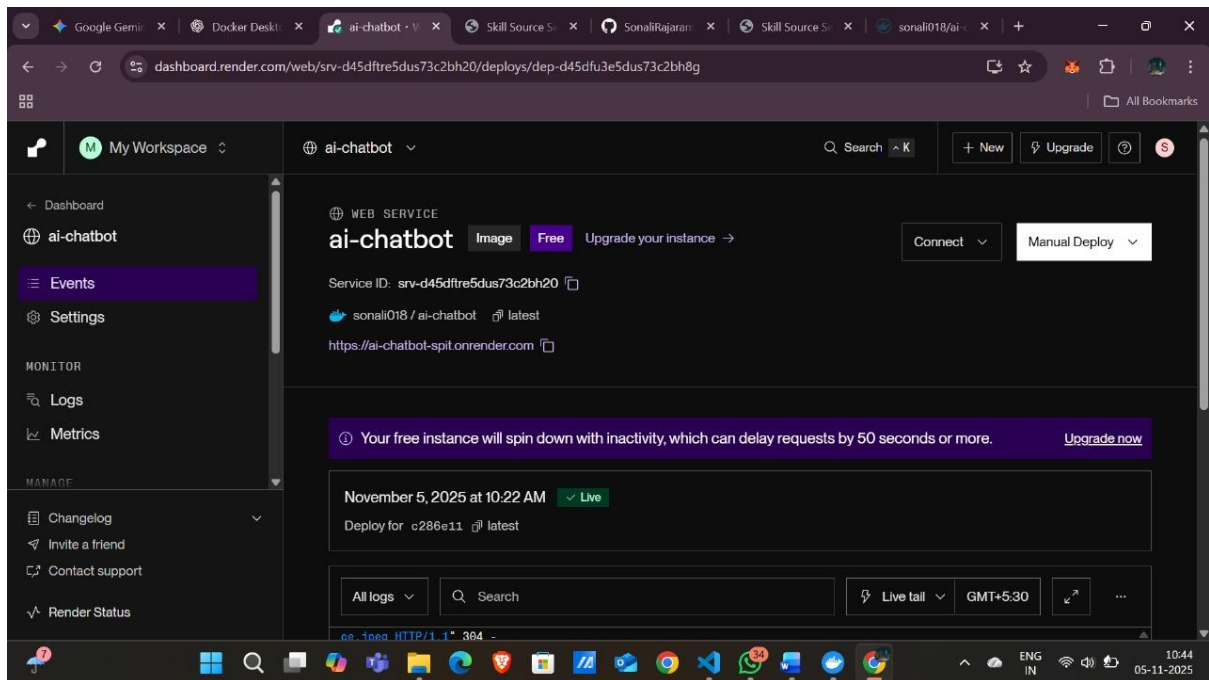 Google Gemin
Docker Deskt
ai-chatbot · W
Skill Source Se
SonaliRajaram
Skill Source Se
sonali018/ai-c
dashboard.render.com/web/srv-d45dftre5dus73c2bh20/deploys/dep-d45dfu3e5dus73c2bh8g
All Bookmarks
M My Workspace
ai-chatbot
Search ^ K
+ New
Upgrade
S
← Dashboard
ai-chatbot
Events
Settings
MONITOR
Logs
Metrics
MANAGE
Changelog
Invite a friend
Contact support
Render Status
WEB SERVICE
ai-chatbot Image Free Upgrade your instance →
Connect
Manual Deploy
Service ID: srv-d45dftre5dus73c2bh20
sonali018 / ai-chatbot latest
https://ai-chatbot-spit.onrender.com
Your free instance will spin down with inactivity, which can delay requests by 50 seconds or more. Upgrade now
November 5, 2025 at 10:22 AM ✓ Live
Deploy for c286e11 latest
All logs
Search
Live tail
GMT+5:30
ce.jpeg HTTP/1.1" 304 -
7
34
ENG
IN
10:44
05-11-2025